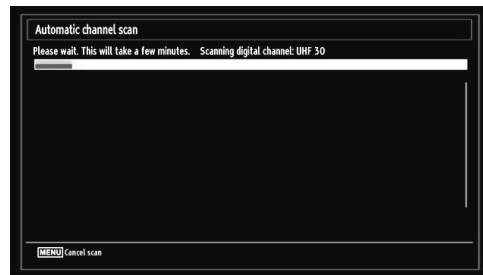 Automatic channel scan
Please wait. This will take a few minutes. Scanning digital channel: UHF 30
MENU Cancel scan